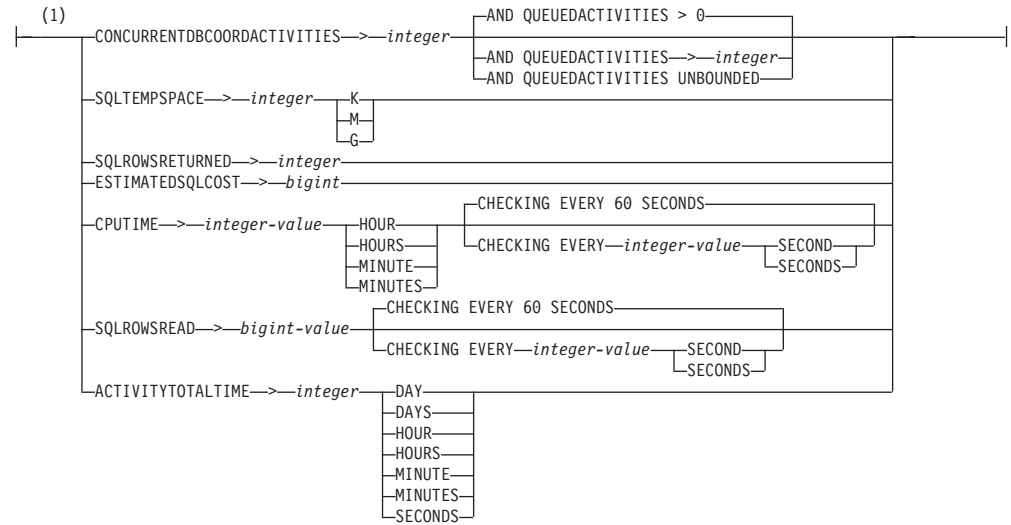 (1)
AND QUEUEDACTIVITIES > 0
CONCURRENTDBCOORDACTIVITIES > integer
AND QUEUEDACTIVITIES > integer
AND QUEUEDACTIVITIES UNBOUNDED
SQLTEMPSPACE > integer K
M
G
SQLROWSRETURNED > integer
ESTIMATEDSQLCOST > bigint
CHECKING EVERY 60 SECONDS
CPUTIME > integer-value HOUR
HOURS CHECKING EVERY integer-value SECOND
MINUTE SECONDS
MINUTES
CHECKING EVERY 60 SECONDS
SQLROWSREAD > bigint-value
CHECKING EVERY integer-value SECOND
SECONDS
ACTIVITYTOTALTIME > integer DAY
DAYS
HOUR
HOURS
MINUTE
MINUTES
SECONDS